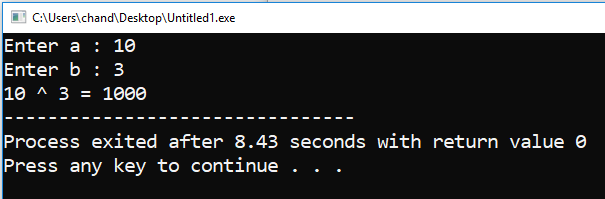 C:\Users\chand\Desktop\Untitled1.exe
Enter a : 10
Enter b : 3
10 ^ 3 = 1000
--------------------------------
Process exited after 8.43 seconds with return value 0
Press any key to continue . . .